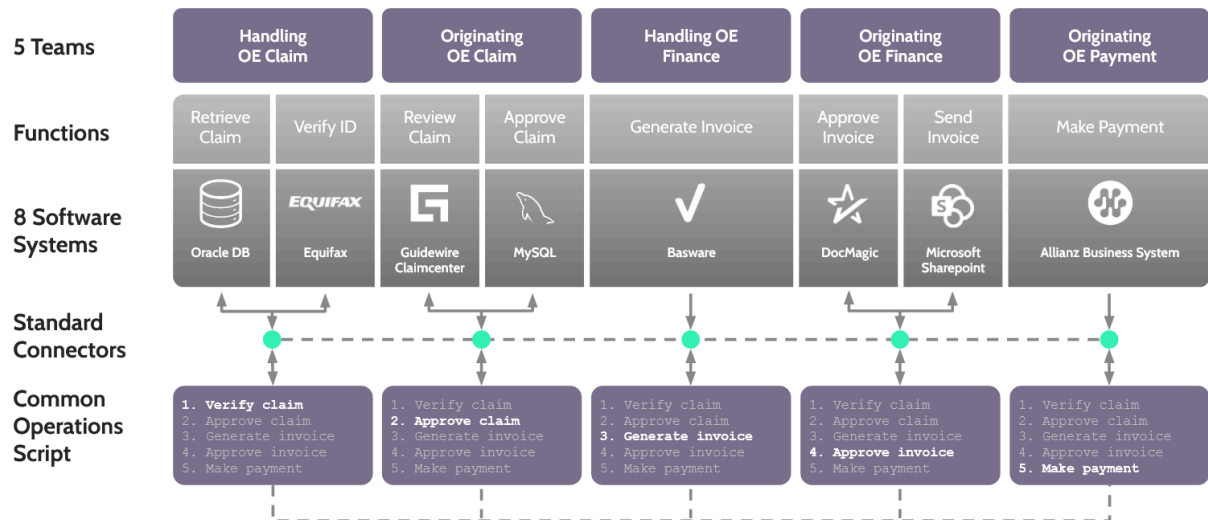 5 Teams
Handling
OE Claim
Originating
OE Claim
Handling OE
Finance
Originating
OE Finance
Originating
OE Payment
Functions
Retrieve
Claim
Verify ID
Review
Claim
Approve
Claim
Generate Invoice
Approve
Invoice
Send
Invoice
Make Payment
8 Software
Systems
Oracle DB
EQUIFAX
Equifax
Guidewire
Claimcenter
MySQL
Basware
DocMagic
S
Microsoft
Sharepoint
Allianz Business System
Standard
Connectors
Common
Operations
Script
1. Verify claim
2. Approve claim
3. Generate invoice
4. Approve invoice
5. Make payment
1. Verify claim
2. Approve claim
3. Generate invoice
4. Approve invoice
5. Make payment
1. Verify claim
2. Approve claim
3. Generate invoice
4. Approve invoice
5. Make payment
1. Verify claim
2. Approve claim
3. Generate invoice
4. Approve invoice
5. Make payment
1. Verify claim
2. Approve claim
3. Generate invoice
4. Approve invoice
5. Make payment